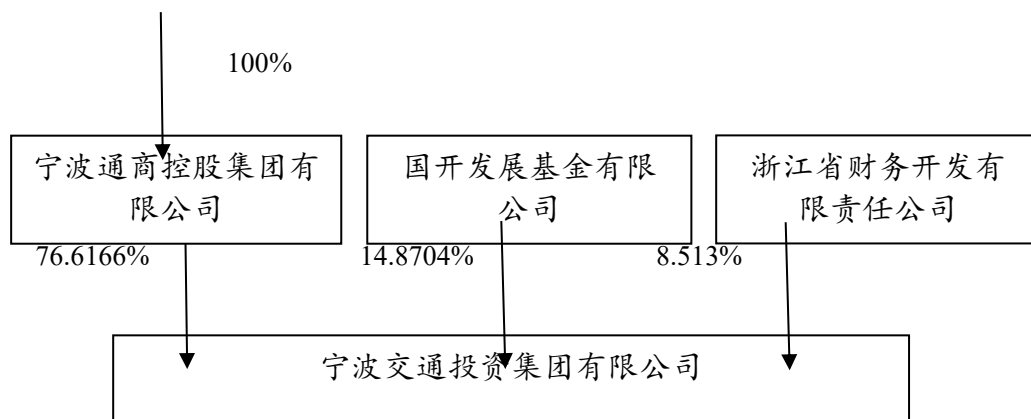 100%
宁波通商控股集团有
限公司
国开发展基金有限
公司
浙江省财务开发有
限责任公司
76.6166%
14.8704%
8.513%
宁波交通投资集团有限公司